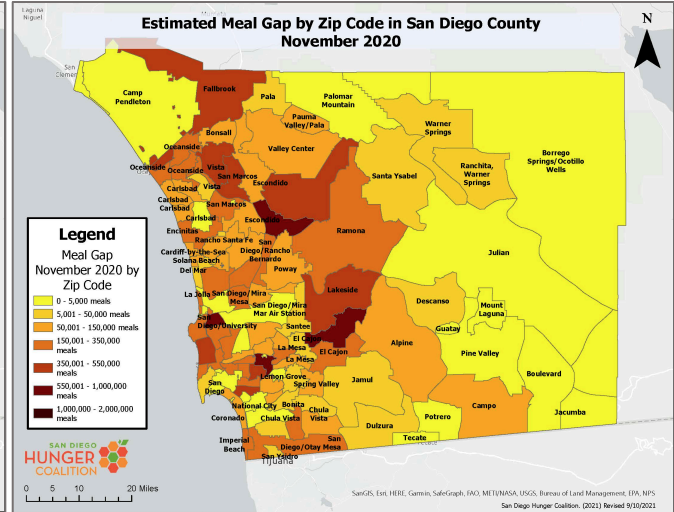 Estimated Meal Gap by Zip Code in San Diego County
November 2020
N
Laguna
Niguel
San
Camp
Pendleton
Fallbrook
Pala
Palomar
Mountain
Pauma
Valley/Pala
Warner
Springs
Borrego
Springs/Ocotillo
Wells
Bonsall
Oceanside
Valley Center
Oceanside
Oceanside
Vista
San Marcos
Escondido
Santa Ysabel
Ranchita,
Warner
Springs
Carlsbad
Vista
Carlsbad
Carlsbad
San Marcos
Carlsbad
Escondido
Encinitas
Ramona
Rancho Santa Fe
San
Diego/Rancho
Bernardo
Cardiff-by-the-Sea
Solana Beach
Del Mar
Poway
Julian
La Jolla
San Diego/Mira
Mesa
Lakeside
San Diego/Mira
Mar Air Station
Descanso
Mount
Laguna
San
Diego/University
Santee
Guatay
El Cajon
La Mesa
El Cajon
Alpine
Pine Valley
La Mesa
Lemon Grove
Spring Valley
Jamul
Boulevard
San
Diego
National City
Bonita
Campo
Jacumba
Coronado
Chula Vista
Chula
Vista
Potrero
Dulzura
Tecate
Imperial
Beach
San
Diego/Otay Mesa
San Ysidro
Tijuana
Legend
Meal Gap
November 2020 by
Zip Code
0 - 5,000 meals
5,001 - 50,000 meals
50,001 - 150,000 meals
150,001 - 350,000
meals
350,001 - 550,000
meals
550,001 - 1,000,000
meals
1,000,000 - 2,000,000
meals
SAN DIEGO
HUNGER
COALITION
0 5 10 20 Miles
SanGIS, Esri, HERE, Garmin, SafeGraph, FAO, METI/NASA, USGS, Bureau of Land Management, EPA, NPS
San Diego Hunger Coalition. (2021) Revised 9/10/2021